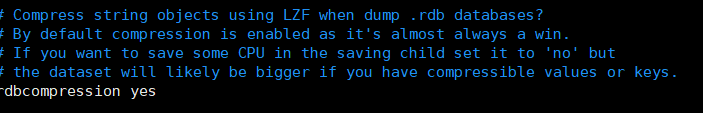 # Compress string objects using LZF when dump .rdb databases?
# By default compression is enabled as it's almost always a win.
# If you want to save some CPU in the saving child set it to 'no' but
# the dataset will likely be bigger if you have compressible values or keys.
rdbcompression yes